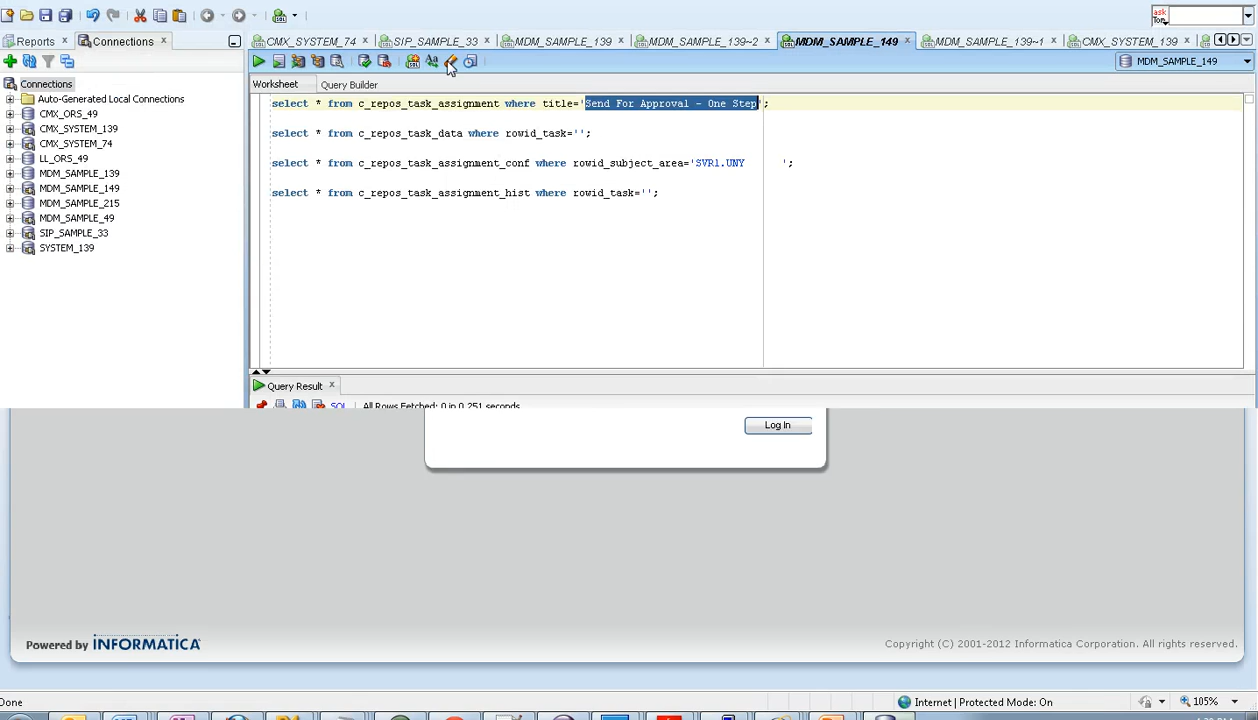 ask
Reports
Connections
CMX_SYSTEM_74
SIP_SAMPLE_33
MDM_SAMPLE_139
MDM_SAMPLE_139~2
MDM_SAMPLE_149
MDM_SAMPLE_139~1
CMX_SYSTEM_139
MDM_SAMPLE_149
Worksheet
Query Builder
Connections
Auto-Generated Local Connections
CMX_ORS_49
CMX_SYSTEM_139
CMX_SYSTEM_74
LL_ORS_49
MDM_SAMPLE_139
MDM_SAMPLE_149
MDM_SAMPLE_215
MDM_SAMPLE_49
SIP_SAMPLE_33
SYSTEM_139
select * from c_repos_task_assignment where title='Send For Approval - One Step';
select * from c_repos_task_data where rowid_task='';
select * from c_repos_task_assignment_conf where rowid_subject_area='SVR1.UNY      ';
select * from c_repos_task_assignment_hist where rowid_task='';
Query Result
SQL
All Rows Fetched: 0 in 0.251 seconds
Log In
Powered by INFORMATICA
Copyright (C) 2001-2012 Informatica Corporation. All rights reserved.
Done
Internet | Protected Mode: On
105%